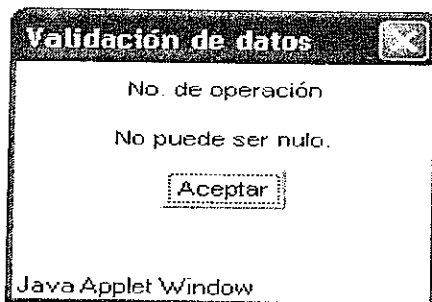 Validación de datos
No. de operación
No puede ser nulo.
Aceptar
Java Applet Window